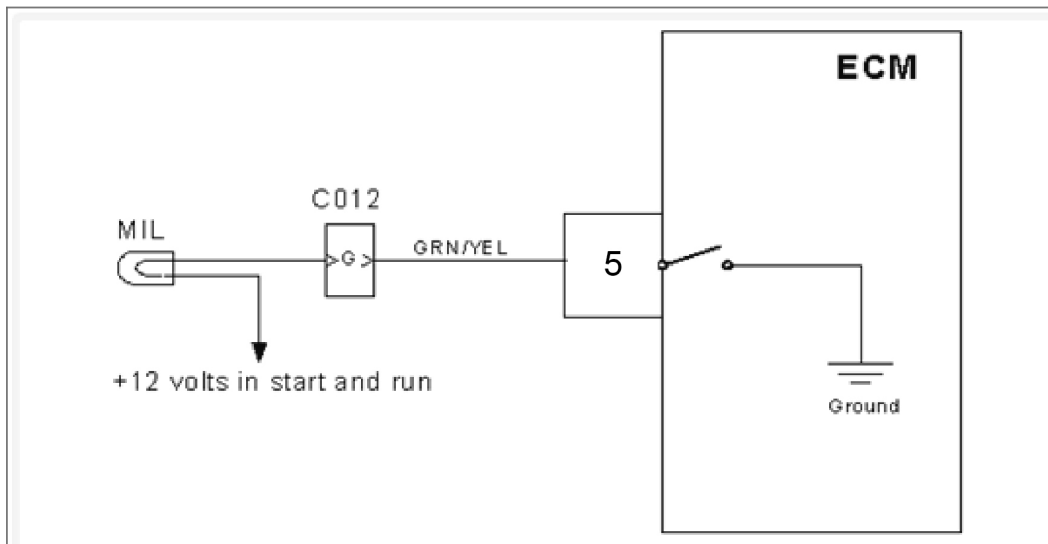 ECM
C012
MIL
>G>
GRN/YEL
5
+12 volts in start and run
Ground